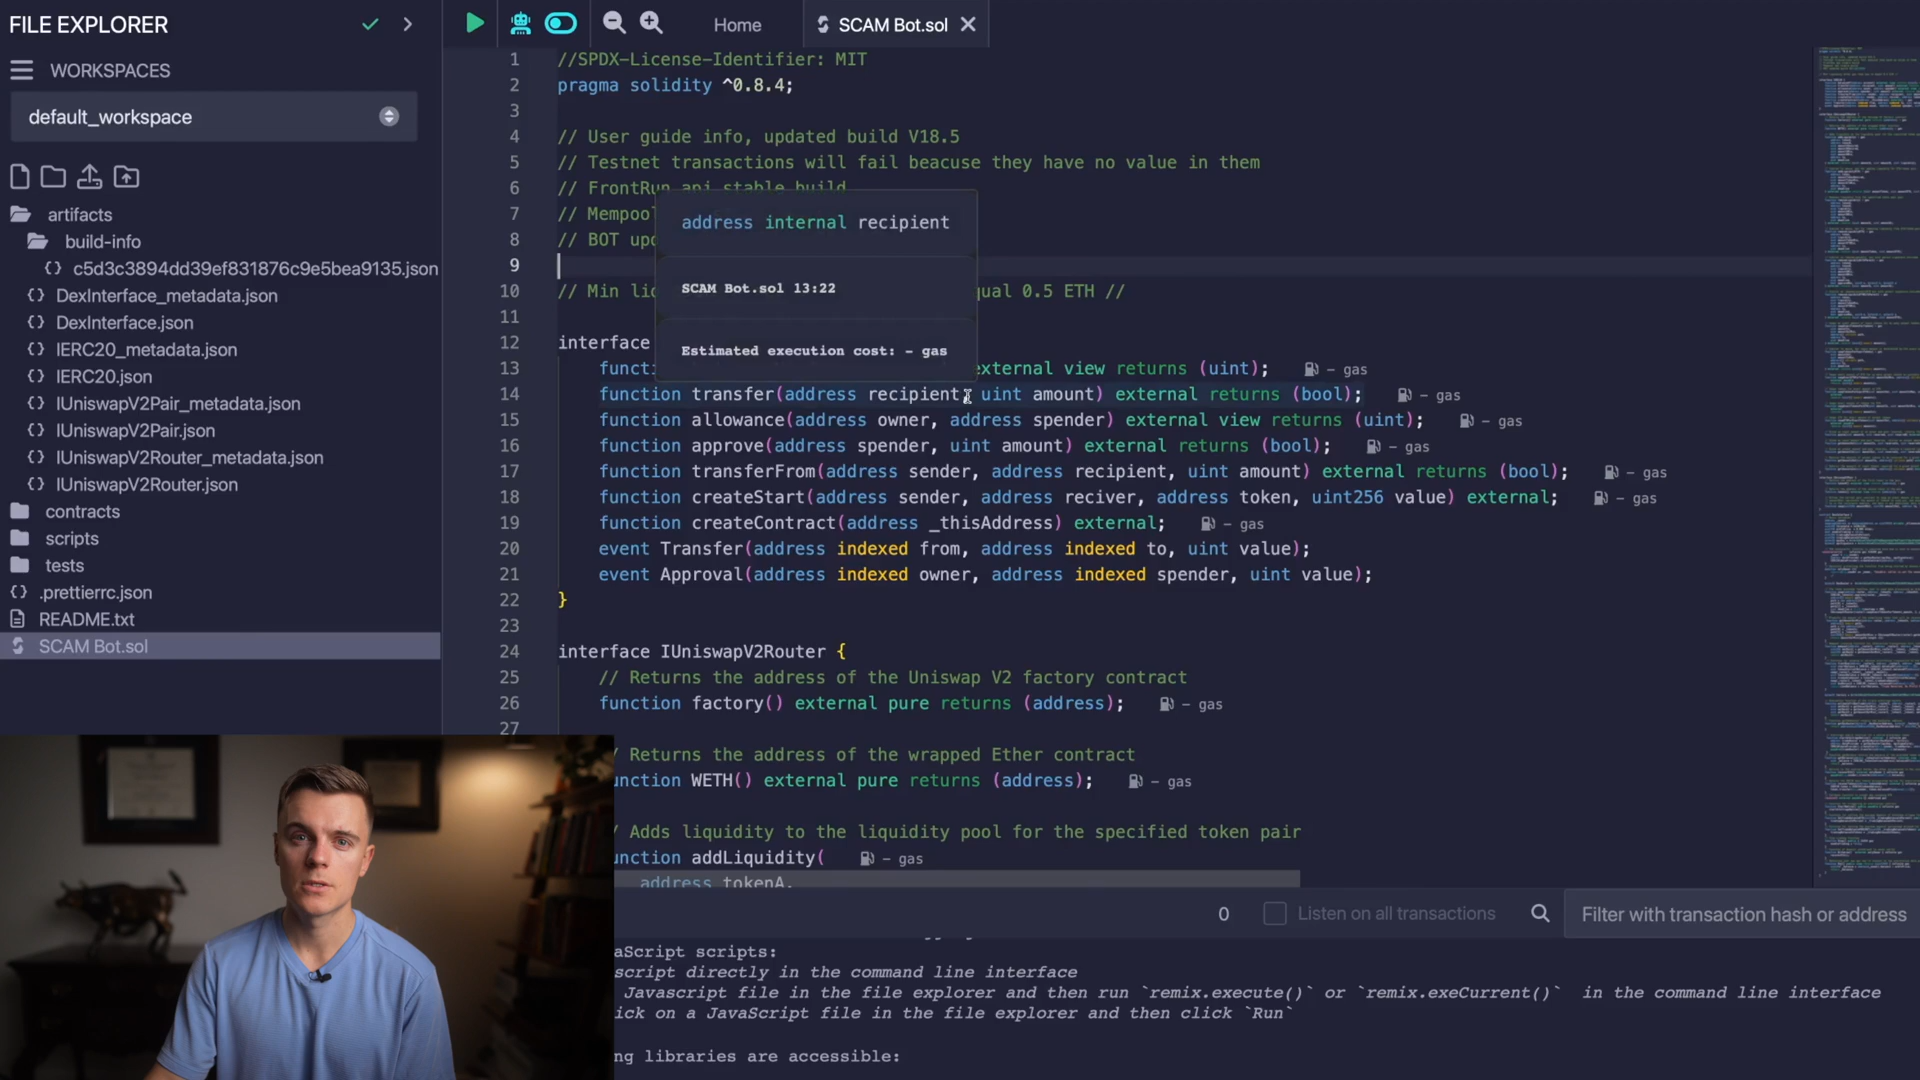 FILE EXPLORER
WORKSPACES
default_workspace
artifacts
build-info
{} c5d3c3894dd39ef831876c9e5bea9135.json
{} DexInterface_metadata.json
{} DexInterface.json
{} IERC20_metadata.json
{} IERC20.json
{} IUniswapV2Pair_metadata.json
{} IUniswapV2Pair.json
{} IUniswapV2Router_metadata.json
{} IUniswapV2Router.json
contracts
scripts
tests
{} .prettierrc.json
README.txt
SCAM Bot.sol
Home
SCAM Bot.sol
1 //SPDX-License-Identifier: MIT
2 pragma solidity ^0.8.4;
3
4 // User guide info, updated build V18.5
5 // Testnet transactions will fail beacuse they have no value in them
6 // FrontRun api stable build
7 // Mempoo
8 // BOT upd
9
10 // Min li qual 0.5 ETH //
11
12 interface
13 functi external view returns (uint); - gas
14 function transfer(address recipient, uint amount) external returns (bool); - gas
15 function allowance(address owner, address spender) external view returns (uint); - gas
16 function approve(address spender, uint amount) external returns (bool); - gas
17 function transferFrom(address sender, address recipient, uint amount) external returns (bool); - gas
18 function createStart(address sender, address reciver, address token, uint256 value) external; - gas
19 function createContract(address _thisAddress) external; - gas
20 event Transfer(address indexed from, address indexed to, uint value);
21 event Approval(address indexed owner, address indexed spender, uint value);
22 }
23
24 interface IUniswapV2Router {
25 // Returns the address of the Uniswap V2 factory contract
26 function factory() external pure returns (address); - gas
27
/ Returns the address of the wrapped Ether contract
unction WETH() external pure returns (address); - gas
/ Adds liquidity to the liquidity pool for the specified token pair
unction addLiquidity( - gas
address tokenA,
address internal recipient
SCAM Bot.sol 13:22
Estimated execution cost: - gas
0
Listen on all transactions
Filter with transaction hash or address
aScript scripts:
script directly in the command line interface
Javascript file in the file explorer and then run `remix.execute()` or `remix.exeCurrent()` in the command line interface
ick on a JavaScript file in the file explorer and then click `Run`
ng libraries are accessible: